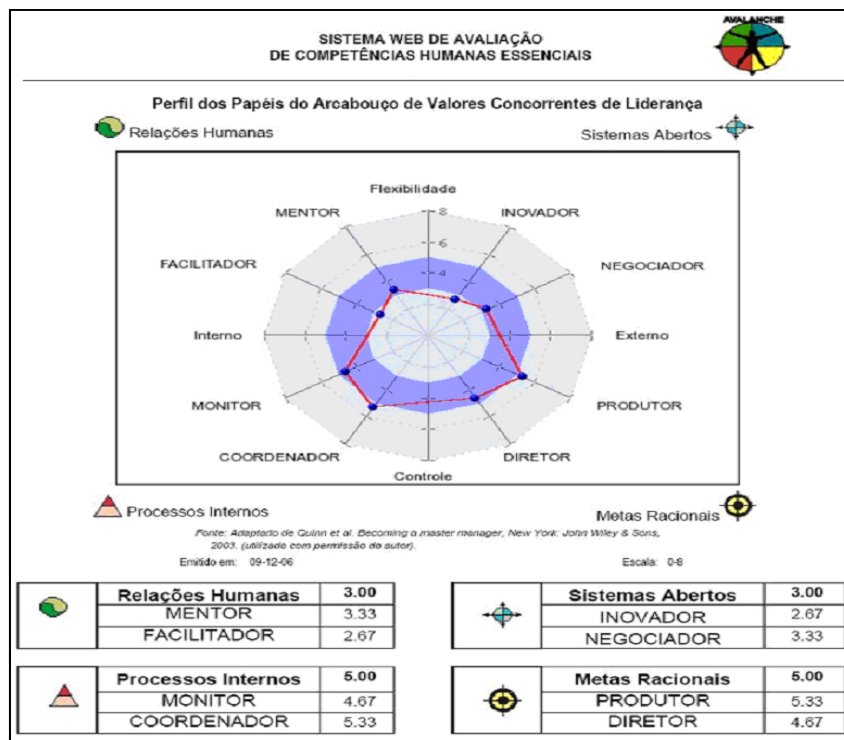 SISTEMA WEB DE AVALIAÇÃO
DE COMPETÊNCIAS HUMANAS ESSENCIAIS
AVALANCHE
Perfil dos Papéis do Arcabouço de Valores Concorrentes de Liderança
Relações Humanas
Sistemas Abertos
Flexibilidade
MENTOR
INOVADOR
8
6
4
FACILITADOR
NEGOCIADOR
Interno
Externo
MONITOR
PRODUTOR
COORDENADOR
DIRETOR
Controle
Processos Internos
Metas Racionais
Fonte: Adaptado de Quinn et al. Becoming a master manager, New York: John Wiley & Sons,
2003. (utilizado com permissão do autor).
Emitido em: 09-12-06
Escala: 0-8
Relações Humanas 3.00
MENTOR 3.33
FACILITADOR 2.67
Sistemas Abertos 3.00
INOVADOR 2.67
NEGOCIADOR 3.33
Processos Internos 5.00
MONITOR 4.67
COORDENADOR 5.33
Metas Racionais 5.00
PRODUTOR 5.33
DIRETOR 4.67